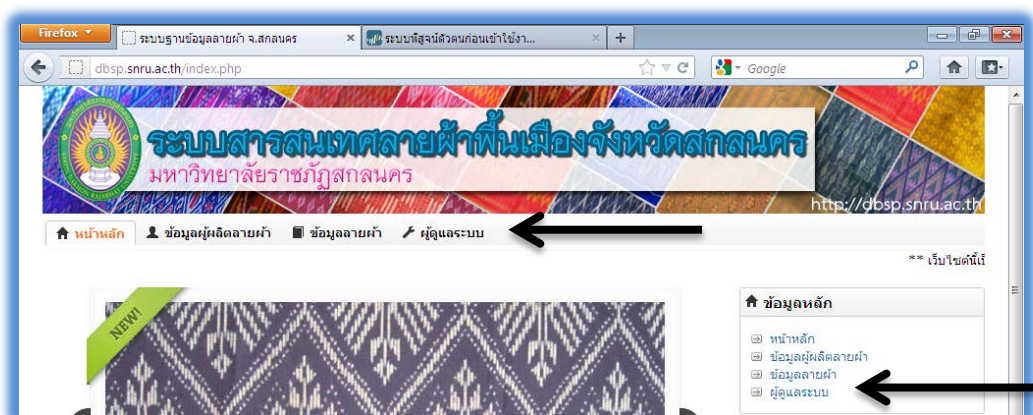 Firefox
ระบบฐานข้อมูลลายผ้า จ.สกลนคร
ระบบพิสูจน์ตัวตนก่อนเข้าใช้งา...
dbsp.snru.ac.th/index.php
Google
ระบบสารสนเทศลายผ้าพื้นเมืองจังหวัดสกลนคร
มหาวิทยาลัยราชภัฏสกลนคร
http://dbsp.snru.ac.th
หน้าหลัก ข้อมูลผู้ผลิตลายผ้า ข้อมูลลายผ้า ผู้ดูแลระบบ
** เว็บไซต์นี้เ
NEW!
ข้อมูลหลัก
หน้าหลัก
ข้อมูลผู้ผลิตลายผ้า
ข้อมูลลายผ้า
ผู้ดูแลระบบ